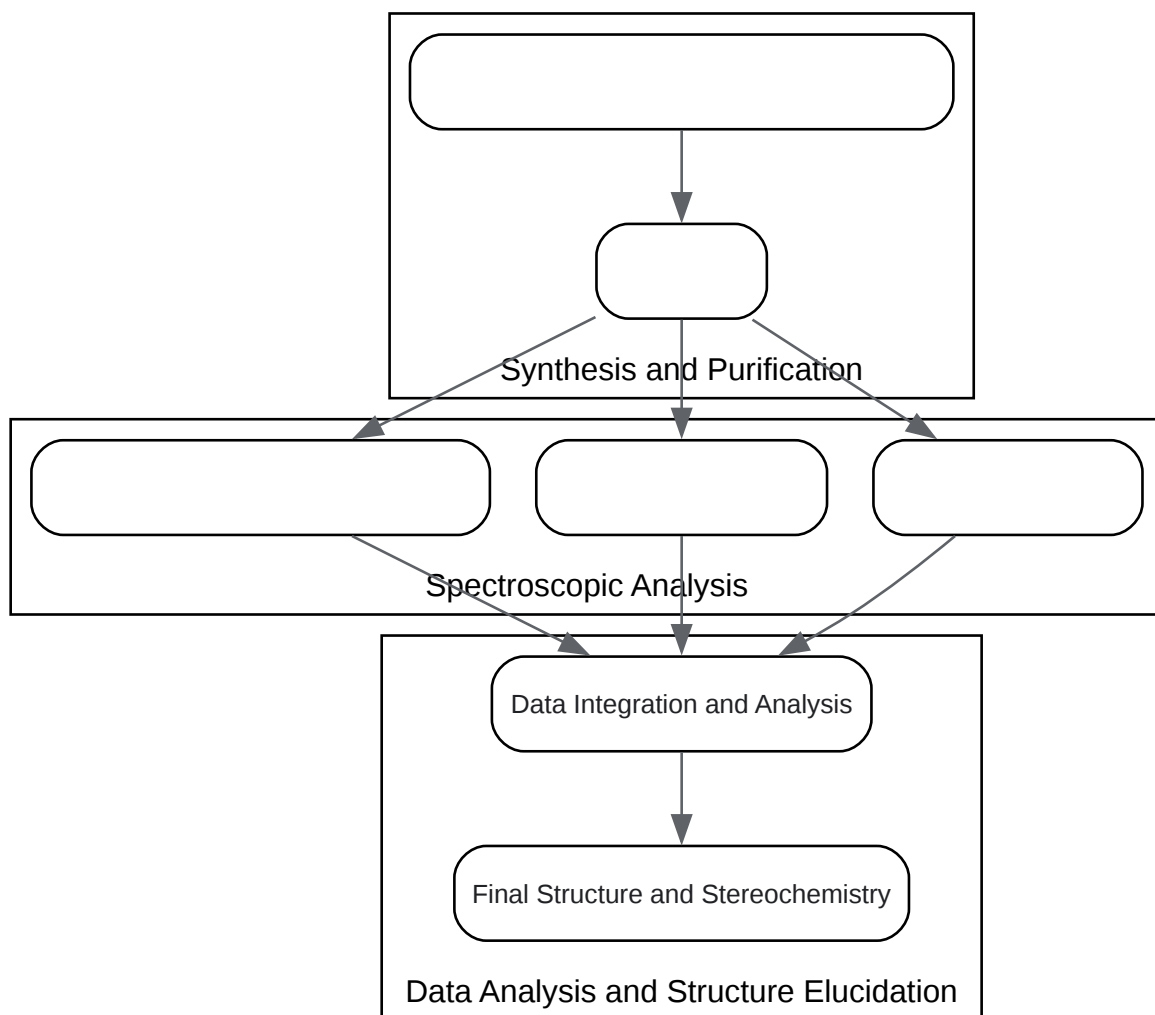 Synthesis and Purification
Spectroscopic Analysis
Data Integration and Analysis
Final Structure and Stereochemistry
Data Analysis and Structure Elucidation